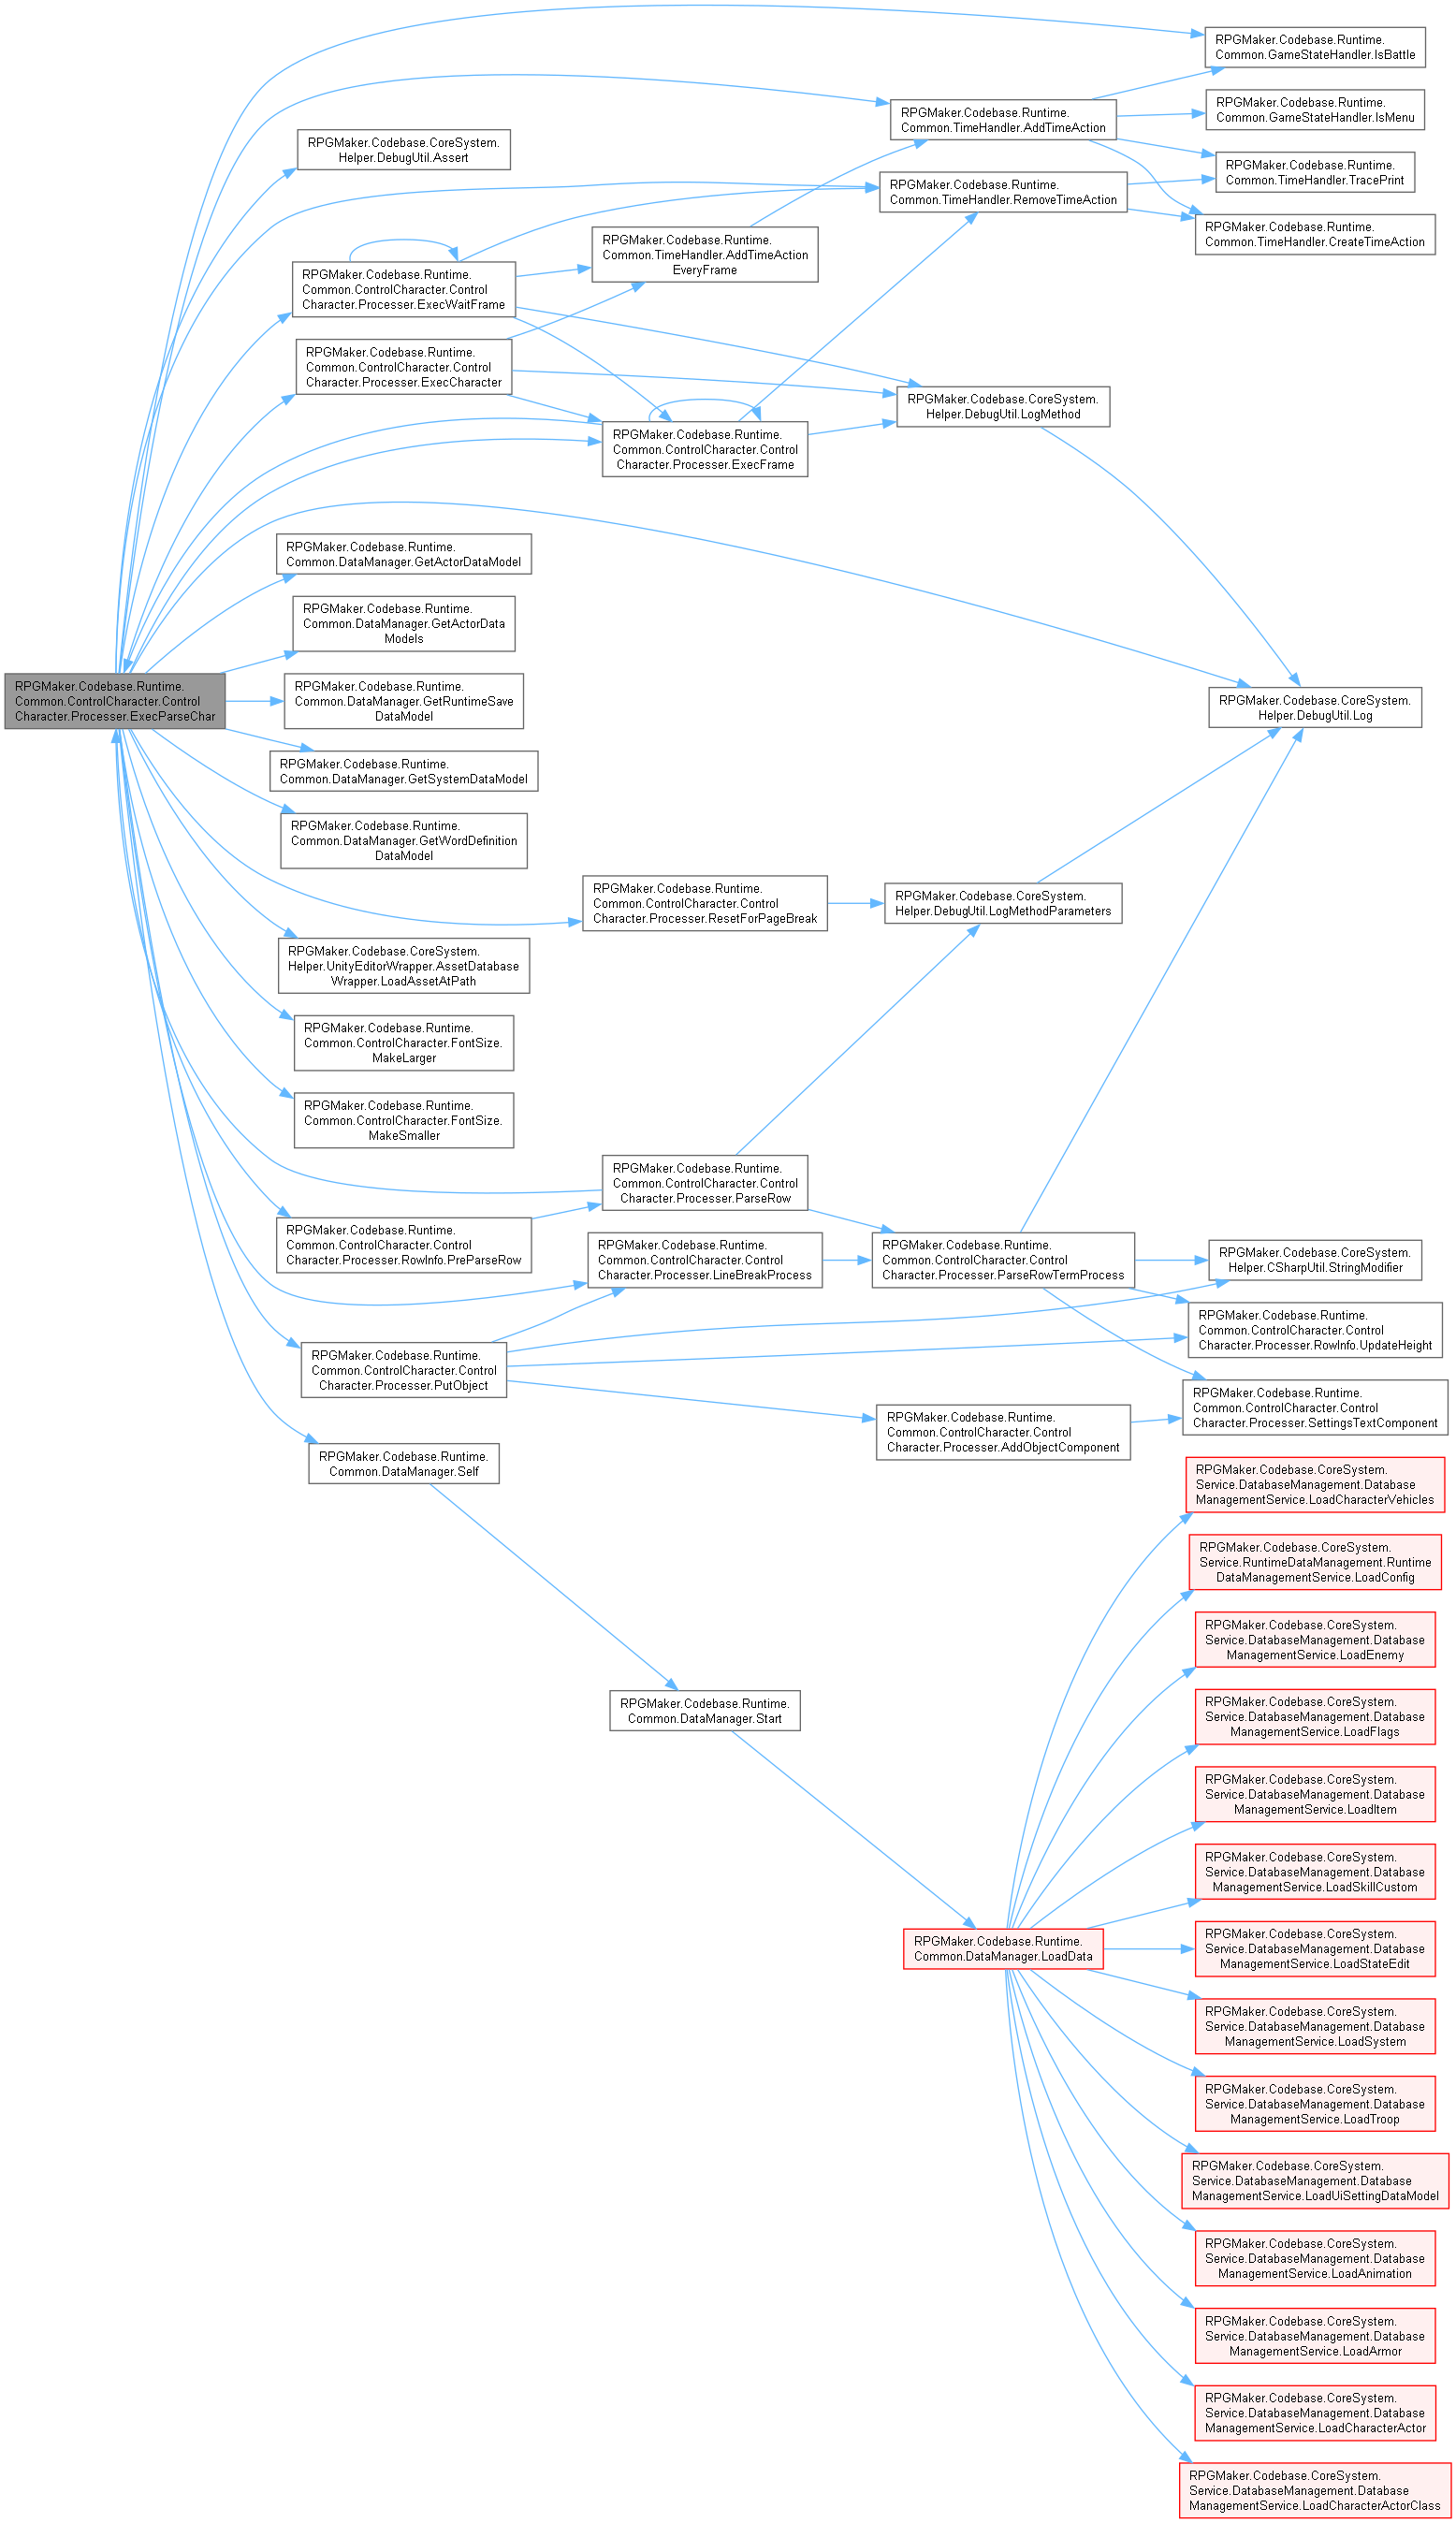 RPGMaker.Codebase.Runtime.
Common.GameStateHandler.IsBattle
RPGMaker.Codebase.Runtime.
Common.GameStateHandler.IsMenu
RPGMaker.Codebase.Runtime.
Common.TimeHandler.AddTimeAction
RPGMaker.Codebase.CoreSystem.
Helper.DebugUtil.Assert
RPGMaker.Codebase.Runtime.
Common.TimeHandler.TracePrint
RPGMaker.Codebase.Runtime.
Common.TimeHandler.RemoveTimeAction
RPGMaker.Codebase.Runtime.
Common.TimeHandler.CreateTimeAction
RPGMaker.Codebase.Runtime.
Common.TimeHandler.AddTimeAction
EveryFrame
RPGMaker.Codebase.Runtime.
Common.ControlCharacter.Control
Character.Processer.ExecWaitFrame
RPGMaker.Codebase.Runtime.
Common.ControlCharacter.Control
Character.Processer.ExecCharacter
RPGMaker.Codebase.CoreSystem.
Helper.DebugUtil.LogMethod
RPGMaker.Codebase.Runtime.
Common.ControlCharacter.Control
Character.Processer.ExecFrame
RPGMaker.Codebase.Runtime.
Common.DataManager.GetActorDataModel
RPGMaker.Codebase.Runtime.
Common.DataManager.GetActorData
Models
RPGMaker.Codebase.Runtime.
Common.ControlCharacter.Control
Character.Processer.ExecParseChar
RPGMaker.Codebase.Runtime.
Common.DataManager.GetRuntimeSave
DataModel
RPGMaker.Codebase.CoreSystem.
Helper.DebugUtil.Log
RPGMaker.Codebase.Runtime.
Common.DataManager.GetSystemDataModel
RPGMaker.Codebase.Runtime.
Common.DataManager.GetWordDefinition
DataModel
RPGMaker.Codebase.Runtime.
Common.ControlCharacter.Control
Character.Processer.ResetForPageBreak
RPGMaker.Codebase.CoreSystem.
Helper.DebugUtil.LogMethodParameters
RPGMaker.Codebase.CoreSystem.
Helper.UnityEditorWrapper.AssetDatabase
Wrapper.LoadAssetAtPath
RPGMaker.Codebase.Runtime.
Common.ControlCharacter.FontSize.
MakeLarger
RPGMaker.Codebase.Runtime.
Common.ControlCharacter.FontSize.
MakeSmaller
RPGMaker.Codebase.Runtime.
Common.ControlCharacter.Control
Character.Processer.ParseRow
RPGMaker.Codebase.Runtime.
Common.ControlCharacter.Control
Character.Processer.RowInfo.PreParseRow
RPGMaker.Codebase.Runtime.
Common.ControlCharacter.Control
Character.Processer.LineBreakProcess
RPGMaker.Codebase.Runtime.
Common.ControlCharacter.Control
Character.Processer.ParseRowTermProcess
RPGMaker.Codebase.CoreSystem.
Helper.CSharpUtil.StringModifier
RPGMaker.Codebase.Runtime.
Common.ControlCharacter.Control
Character.Processer.RowInfo.UpdateHeight
RPGMaker.Codebase.Runtime.
Common.ControlCharacter.Control
Character.Processer.PutObject
RPGMaker.Codebase.Runtime.
Common.ControlCharacter.Control
Character.Processer.SettingsTextComponent
RPGMaker.Codebase.Runtime.
Common.ControlCharacter.Control
Character.Processer.AddObjectComponent
RPGMaker.Codebase.Runtime.
Common.DataManager.Self
RPGMaker.Codebase.CoreSystem.
Service.DatabaseManagement.Database
ManagementService.LoadCharacterVehicles
RPGMaker.Codebase.CoreSystem.
Service.RuntimeDataManagement.Runtime
DataManagementService.LoadConfig
RPGMaker.Codebase.CoreSystem.
Service.DatabaseManagement.Database
ManagementService.LoadEnemy
RPGMaker.Codebase.Runtime.
Common.DataManager.Start
RPGMaker.Codebase.CoreSystem.
Service.DatabaseManagement.Database
ManagementService.LoadFlags
RPGMaker.Codebase.CoreSystem.
Service.DatabaseManagement.Database
ManagementService.LoadItem
RPGMaker.Codebase.CoreSystem.
Service.DatabaseManagement.Database
ManagementService.LoadSkillCustom
RPGMaker.Codebase.Runtime.
Common.DataManager.LoadData
RPGMaker.Codebase.CoreSystem.
Service.DatabaseManagement.Database
ManagementService.LoadStateEdit
RPGMaker.Codebase.CoreSystem.
Service.DatabaseManagement.Database
ManagementService.LoadSystem
RPGMaker.Codebase.CoreSystem.
Service.DatabaseManagement.Database
ManagementService.LoadTroop
RPGMaker.Codebase.CoreSystem.
Service.DatabaseManagement.Database
ManagementService.LoadUiSettingDataModel
RPGMaker.Codebase.CoreSystem.
Service.DatabaseManagement.Database
ManagementService.LoadAnimation
RPGMaker.Codebase.CoreSystem.
Service.DatabaseManagement.Database
ManagementService.LoadArmor
RPGMaker.Codebase.CoreSystem.
Service.DatabaseManagement.Database
ManagementService.LoadCharacterActor
RPGMaker.Codebase.CoreSystem.
Service.DatabaseManagement.Database
ManagementService.LoadCharacterActorClass